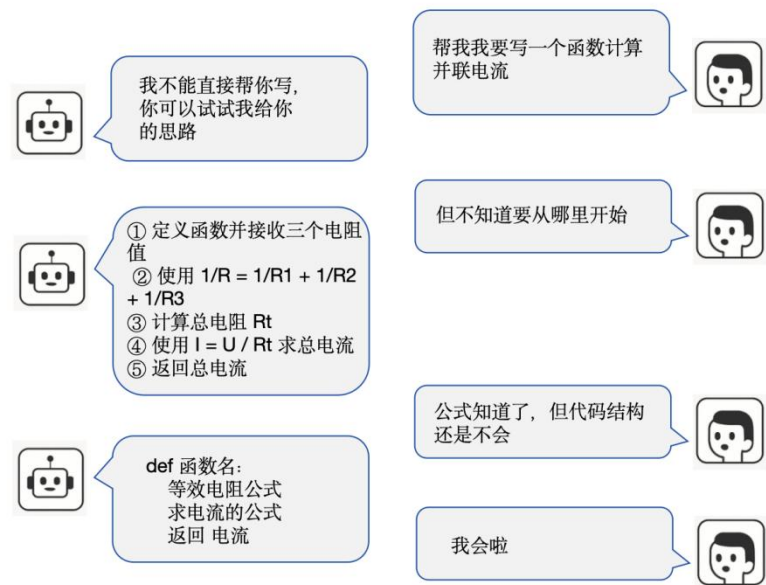 帮我我要写一个函数计算
并联电流
我不能直接帮你写,
你可以试试我给你
的思路
但不知道要从哪里开始
① 定义函数并接收三个电阻
值
② 使用 1/R = 1/R1 + 1/R2
+ 1/R3
③ 计算总电阻 Rt
④ 使用 I = U / Rt 求总电流
⑤ 返回总电流
公式知道了，但代码结构
还是不会
def 函数名:
等效电阻公式
求电流的公式
返回 电流
我会啦